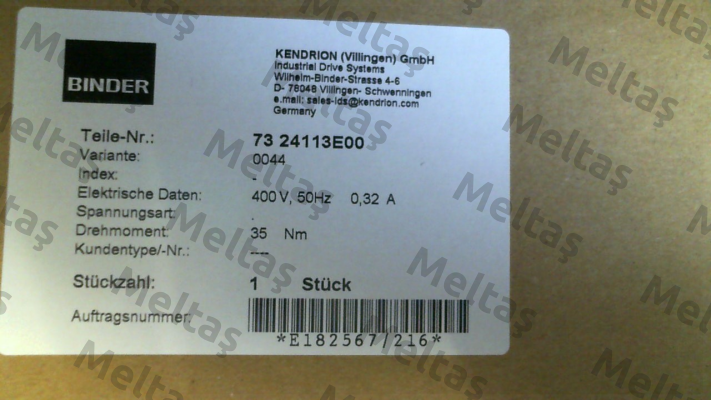 BINDER
KENDRION (Villingen) GmbH
Industrial Drive Systems
Wilhelm-Binder-Strasse 4-6
D- 78048 Villingen- Schwenningen
e.mail: sales-ids@kendrion.com
Germany
Teile-Nr.: 73 24113E00
Variante: 0044
Index: -
Elektrische Daten: 400 V, 50Hz 0,32 A
Spannungsart: .
Drehmoment: 35 Nm
Kundentype/-Nr.: ----
Stückzahl: 1 Stück
Auftragsnummer:
*E182567/216*
Meltaş